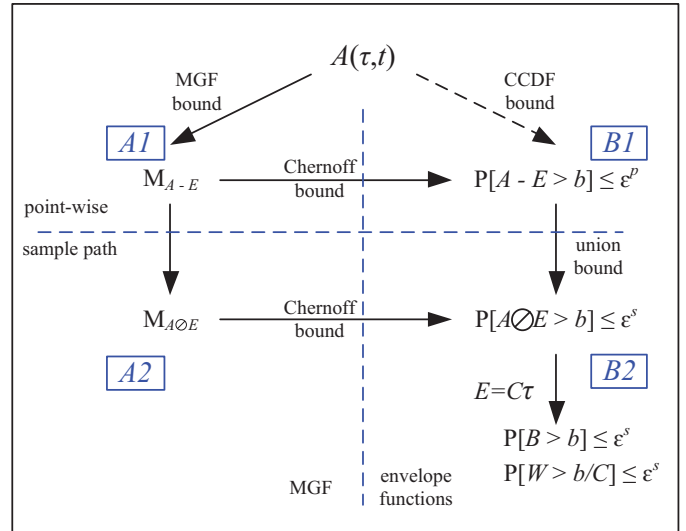 A(τ,t)
MGF
bound
CCDF
bound
A1
B1
M_{A - E}
Chernoff
bound
P[A - E > b] ≤ ε^p
point-wise
sample path
union
bound
M_{A⊘E}
Chernoff
bound
P[A⊘E > b] ≤ ε^s
A2
B2
E=Cτ
P[B > b] ≤ ε^s
P[W > b/C] ≤ ε^s
MGF
envelope
functions